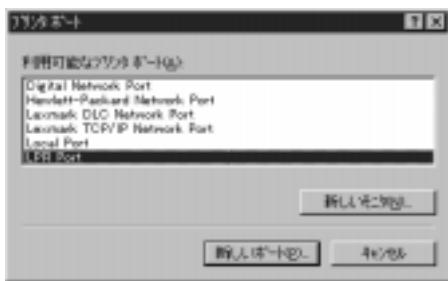 プリンタ ポート
利用可能なプリンタ ポート(A):
Digital Network Port
Hewlett-Packard Network Port
Lexmark DLC Network Port
Lexmark TCP/IP Network Port
Local Port
LPR Port
新しいモニタ(M)...
新しいポート(P)...
キャンセル